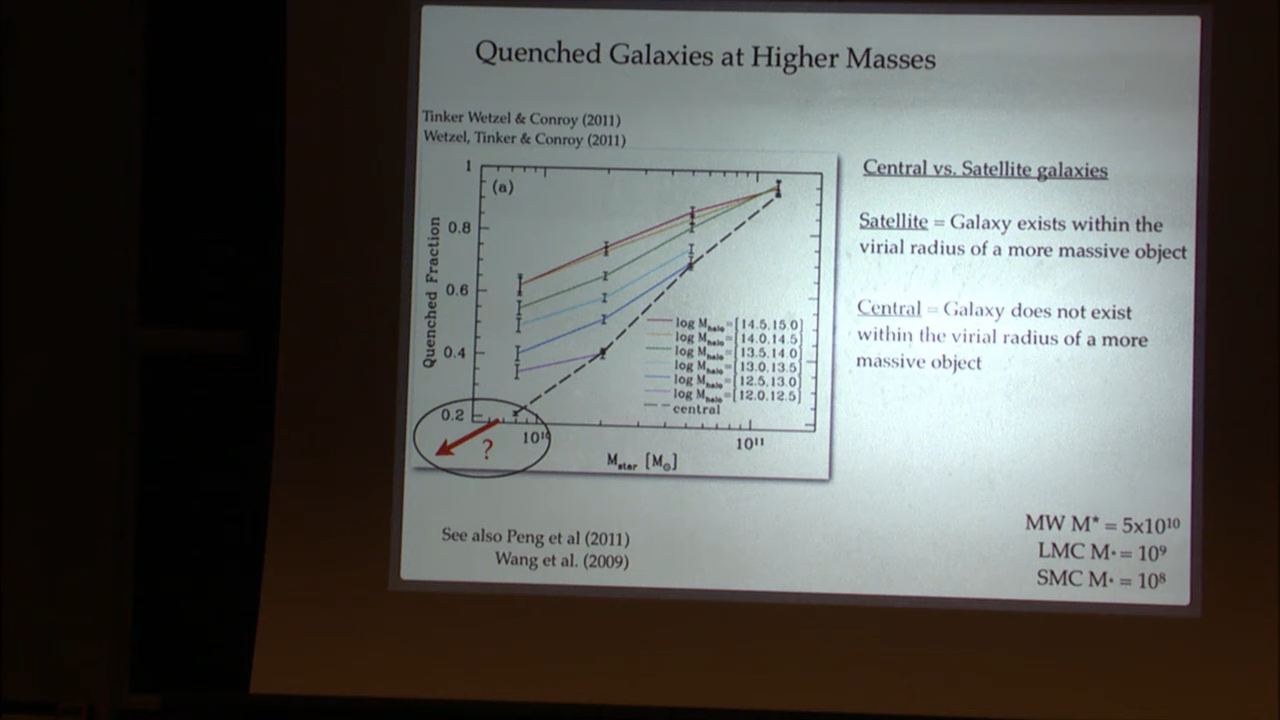 Quenched Galaxies at Higher Masses
Tinker Wetzel & Conroy (2011)
Wetzel, Tinker & Conroy (2011)
Central vs. Satellite galaxies
Satellite = Galaxy exists within the
virial radius of a more massive object
Central = Galaxy does not exist
within the virial radius of a more
massive object
(a)
1
0.8
0.6
0.4
0.2
Quenched Fraction
log Mhalo=[14.5,15.0]
log Mhalo=[14.0,14.5]
log Mhalo=[13.5,14.0]
log Mhalo=[13.0,13.5]
log Mhalo=[12.5,13.0]
log Mhalo=[12.0,12.5]
central
?
10¹⁰
10¹¹
Mstar [M⊙]
See also Peng et al (2011)
Wang et al. (2009)
MW M* = 5x10¹⁰
LMC M* = 10⁹
SMC M* = 10⁸